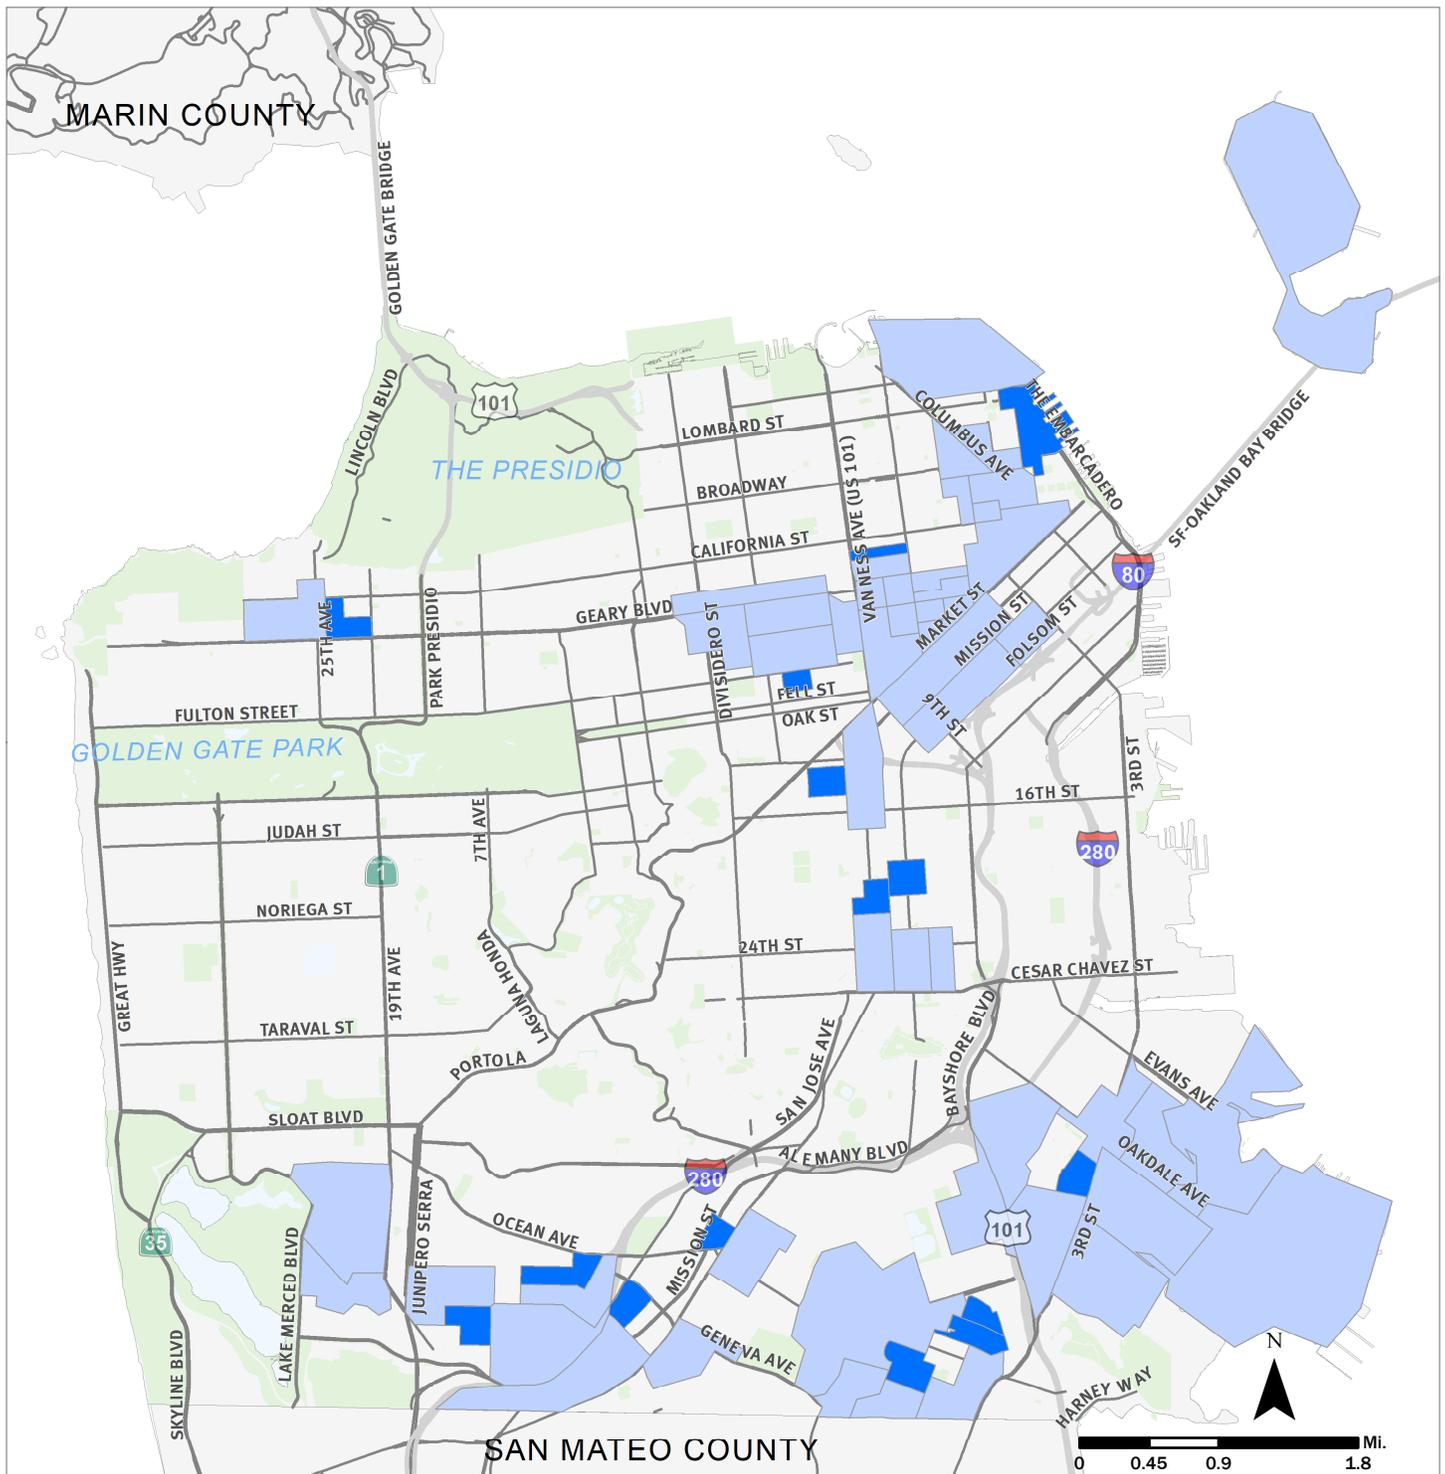 MARIN COUNTY
GOLDEN GATE BRIDGE
LINCOLN BLVD
101
THE PRESIDIO
LOMBARD ST
BROADWAY
CALIFORNIA ST
VAN NESS AVE (US 101)
COLUMBUS AVE
THE EMBARCADERO
SF-OAKLAND BAY BRIDGE
80
25TH AVE
PARK PRESIDIO
GEARY BLVD
DIVISIDERO ST
MARKET ST
MISSION ST
FOLSOM ST
FULTON STREET
FELL ST
OAK ST
9TH ST
GOLDEN GATE PARK
3RD ST
16TH ST
JUDAH ST
7TH AVE
280
1
NORIEGA ST
24TH ST
GREAT HWY
19TH AVE
LAGUNA HONDA
CESAR CHAVEZ ST
TARAVAL ST
PORTOLA
SAN JOSE AVE
BAYSHORE BLVD
EVANS AVE
SLOAT BLVD
ALEMANY BLVD
OAKDALE AVE
280
35
OCEAN AVE
JUNIPERO SERRA
MISSION ST
101
3RD ST
LAKE MERCED BLVD
SKYLINE BLVD
GENEVA AVE
HARNEY WAY
N
SAN MATEO COUNTY
Mi.
0 0.45 0.9 1.8